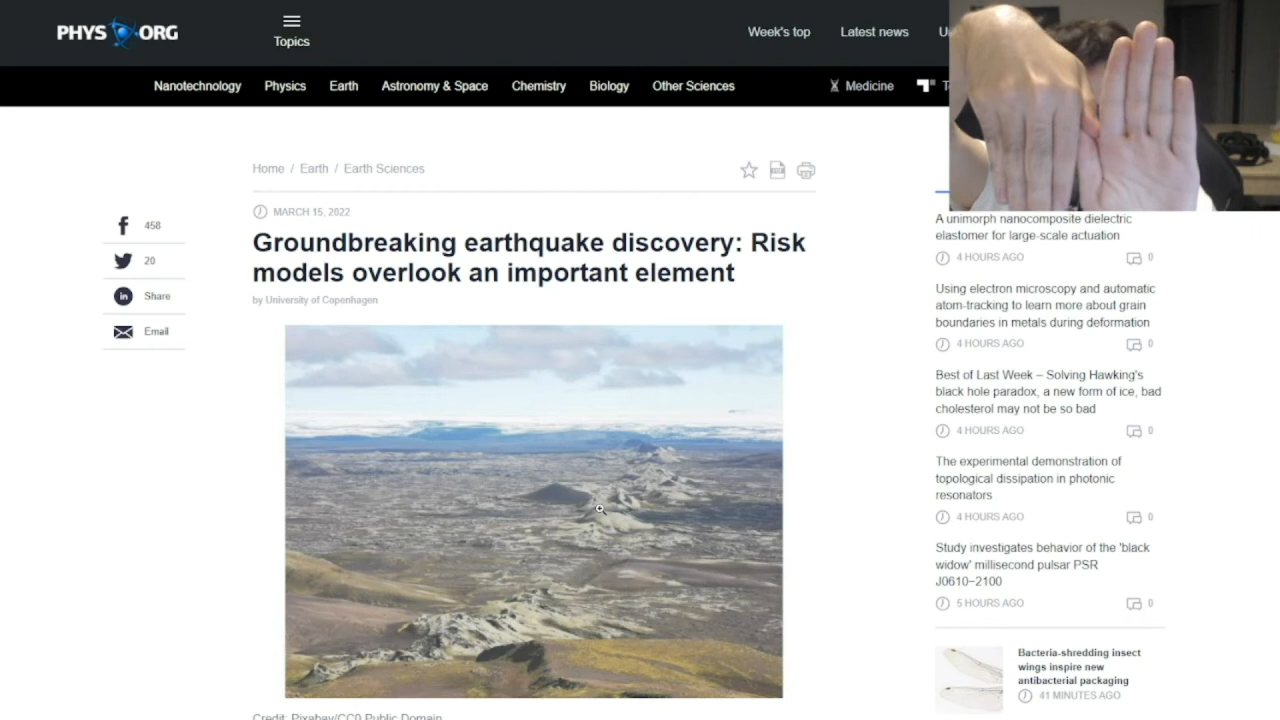 PHYS ORG
Topics
Week's top
Latest news
Nanotechnology
Physics
Earth
Astronomy & Space
Chemistry
Biology
Other Sciences
Medicine
Home / Earth / Earth Sciences
MARCH 15, 2022
Groundbreaking earthquake discovery: Risk
models overlook an important element
by University of Copenhagen
458
20
in Share
Email
Credit: Pixabay/CC0 Public Domain
A unimorph nanocomposite dielectric
elastomer for large-scale actuation
4 HOURS AGO 0
Using electron microscopy and automatic
atom-tracking to learn more about grain
boundaries in metals during deformation
4 HOURS AGO 0
Best of Last Week – Solving Hawking's
black hole paradox, a new form of ice, bad
cholesterol may not be so bad
4 HOURS AGO 0
The experimental demonstration of
topological dissipation in photonic
resonators
4 HOURS AGO 0
Study investigates behavior of the 'black
widow' millisecond pulsar PSR
J0610−2100
5 HOURS AGO 0
Bacteria-shredding insect
wings inspire new
antibacterial packaging
41 MINUTES AGO